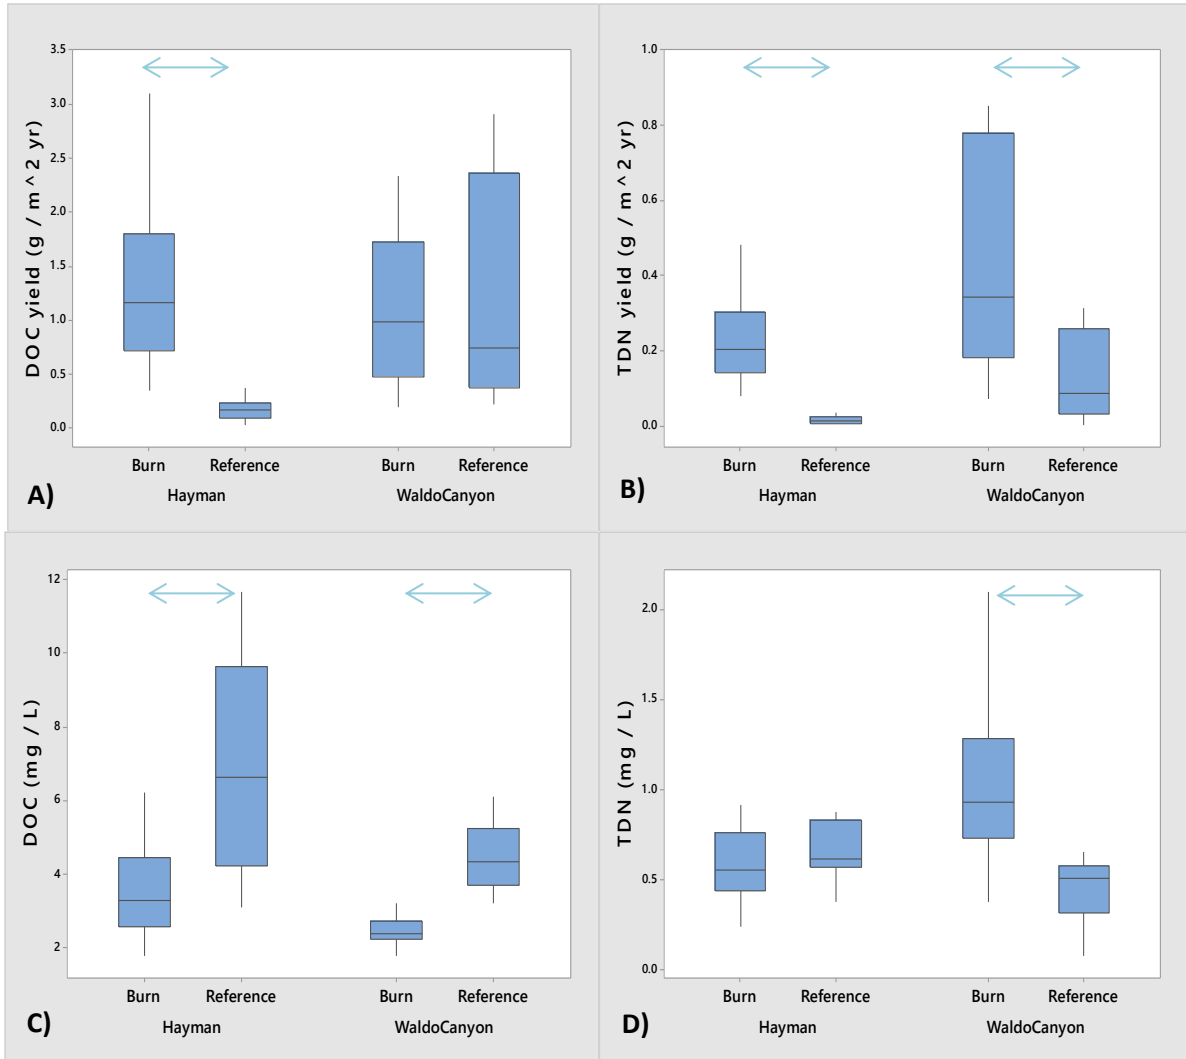 DOC yield (g / m^2 yr)
3.5
3.0
2.5
2.0
1.5
1.0
0.5
0.0
Burn Reference Burn Reference
Hayman WaldoCanyon
A)
TDN yield (g / m^2 yr)
1.0
0.8
0.6
0.4
0.2
0.0
Burn Reference Burn Reference
Hayman WaldoCanyon
B)
DOC (mg / L)
12
10
8
6
4
2
Burn Reference Burn Reference
Hayman WaldoCanyon
C)
TDN (mg / L)
2.0
1.5
1.0
0.5
0.0
Burn Reference Burn Reference
Hayman WaldoCanyon
D)